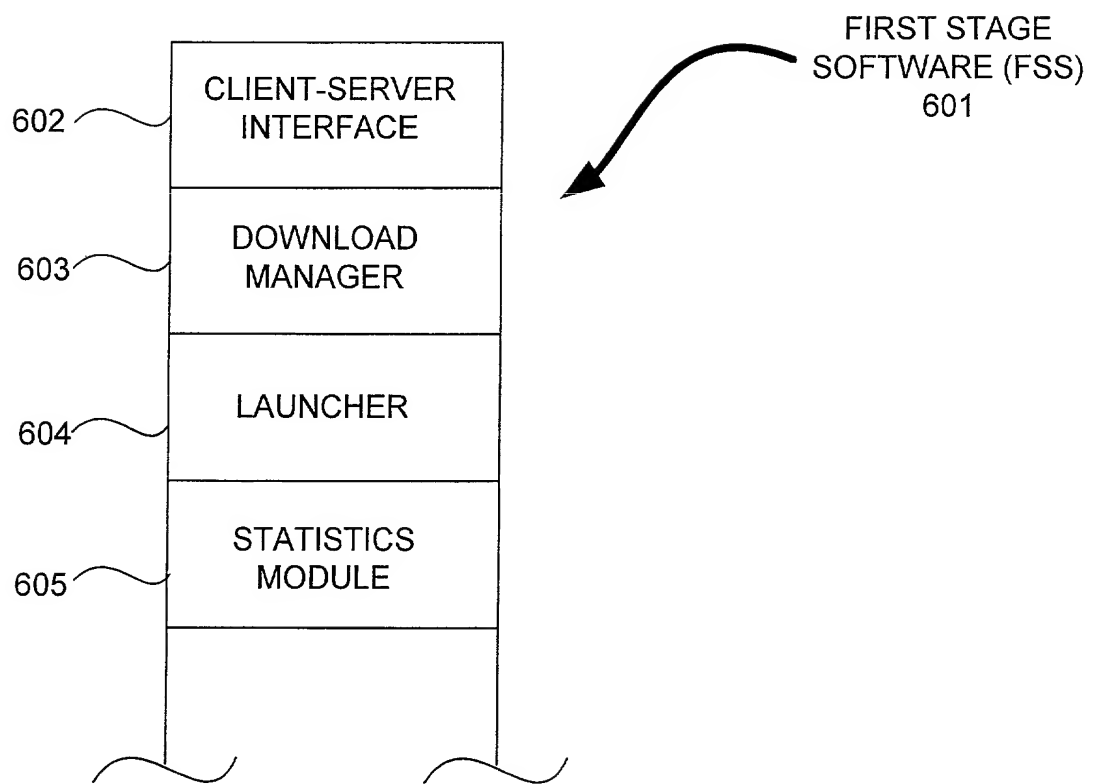 FIRST STAGE
SOFTWARE (FSS)
601
602
CLIENT-SERVER
INTERFACE
603
DOWNLOAD
MANAGER
604
LAUNCHER
605
STATISTICS
MODULE